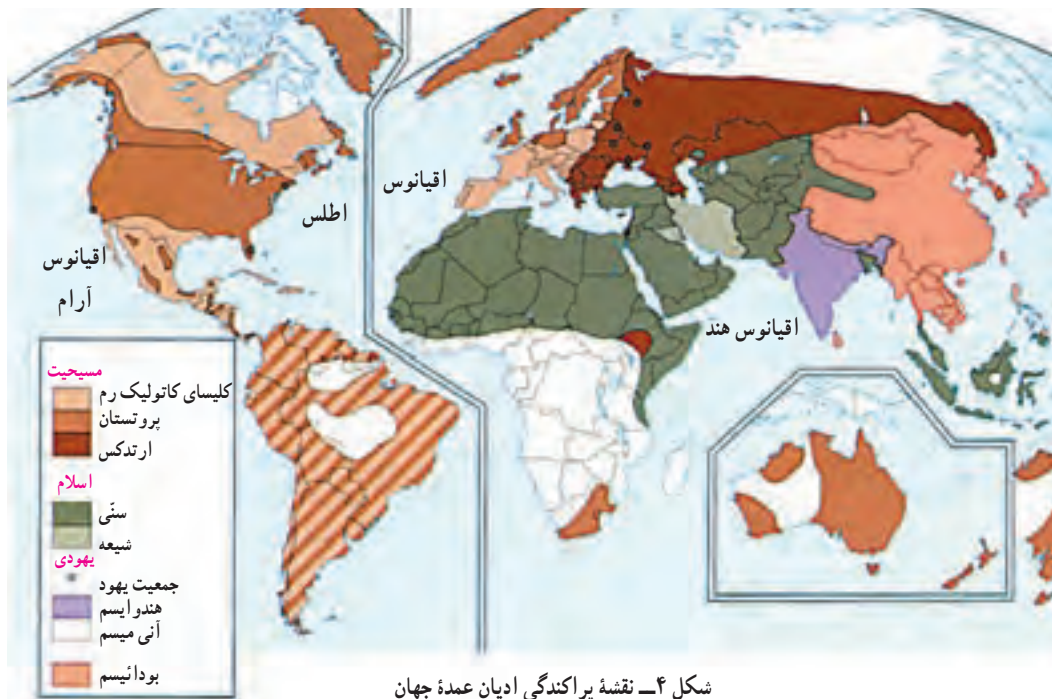 اقیانوس
اطلس
اقیانوس
آرام
اقیانوس هند
مسیحیت
کلیسای کاتولیک رم
پروتستان
ارتدکس
اسلام
سنّی
شیعه
یهودی
جمعیت یهود
هندوایسم
آنی میسم
بودائیسم
شکل ۴ــ نقشهٔ پراکندگی ادیان عمدهٔ جهان